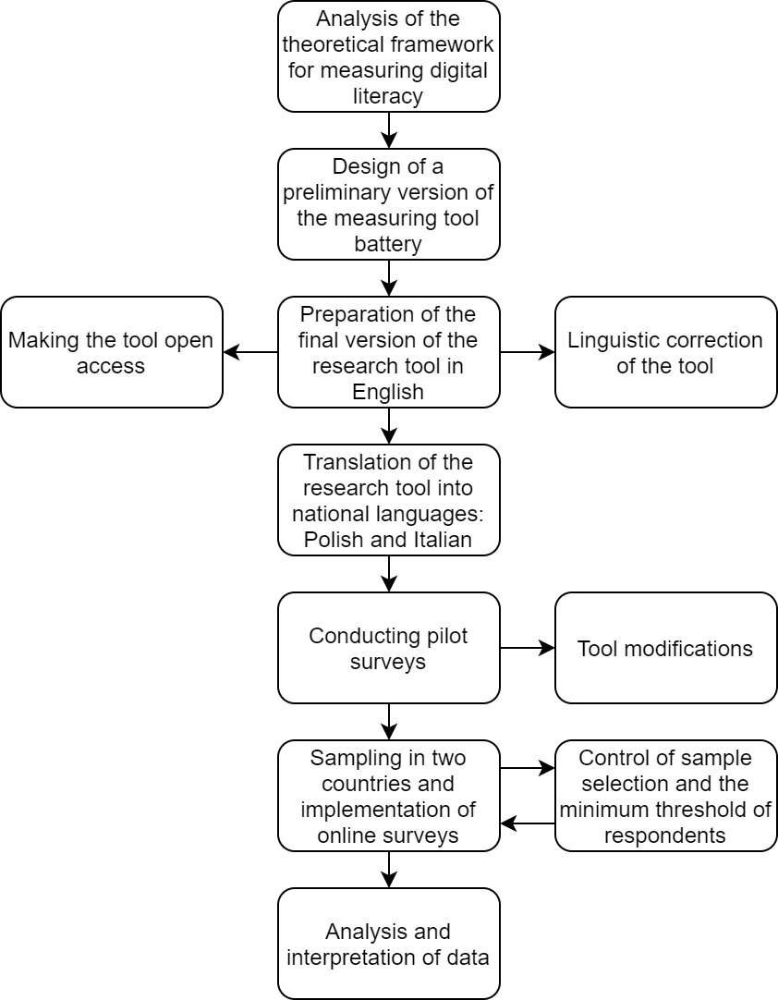 Analysis of the
theoretical framework
for measuring digital
literacy
Design of a
preliminary version of
the measuring tool
battery
Making the tool open
access
Preparation of the
final version of the
research tool in
English
Linguistic correction
of the tool
Translation of the
research tool into
national languages:
Polish and Italian
Conducting pilot
surveys
Tool modifications
Sampling in two
countries and
implementation of
online surveys
Control of sample
selection and the
minimum threshold of
respondents
Analysis and
interpretation of data